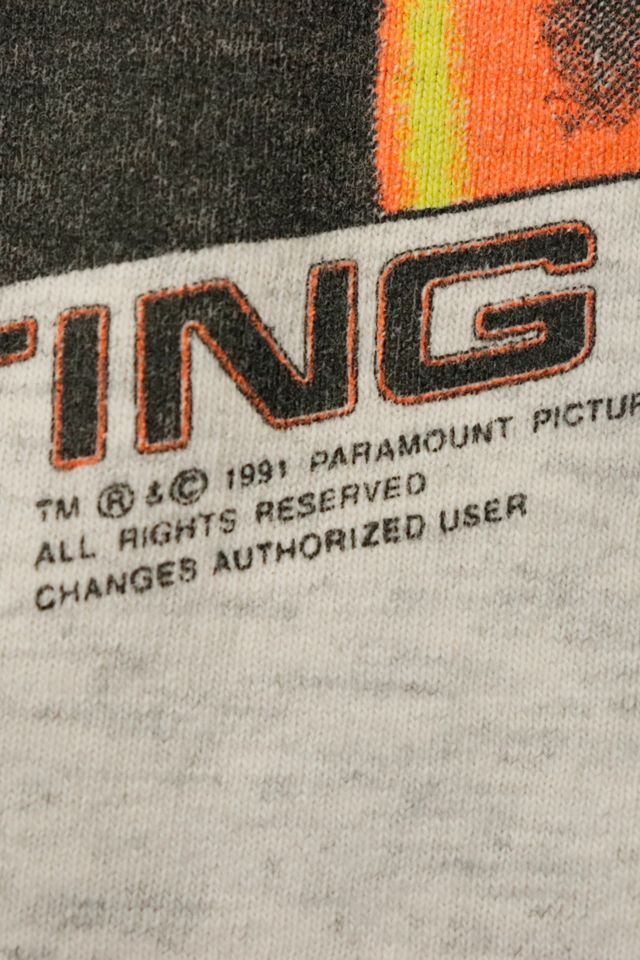 TING
TM ® & © 1991 PARAMOUNT PICTUR
ALL RIGHTS RESERVED
CHANGES AUTHORIZED USER